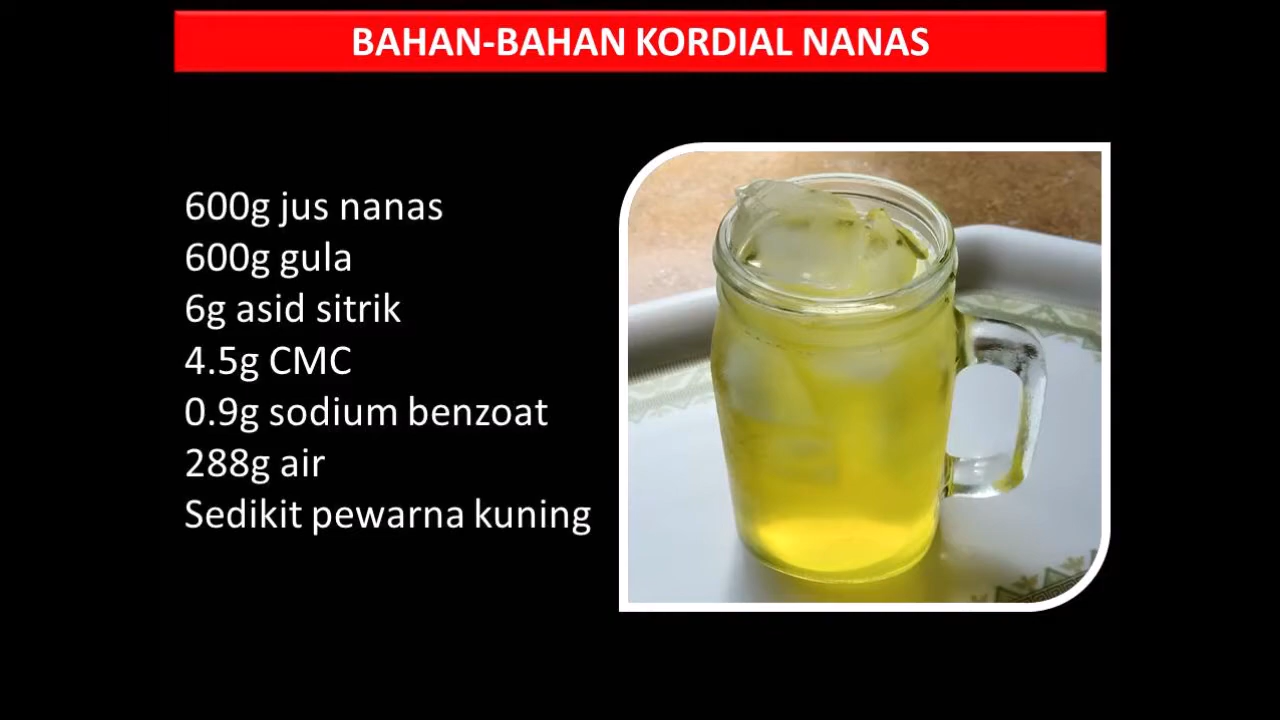 BAHAN-BAHAN KORDIAL NANAS
600g jus nanas
600g gula
6g asid sitrik
4.5g CMC
0.9g sodium benzoat
288g air
Sedikit pewarna kuning